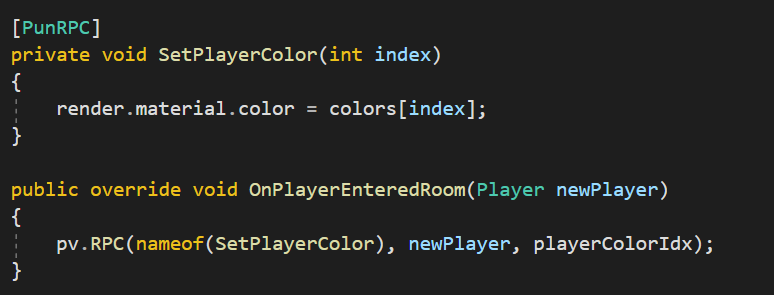 [PunRPC]
private void SetPlayerColor(int index)
{
    render.material.color = colors[index];
}

public override void OnPlayerEnteredRoom(Player newPlayer)
{
    pv.RPC(nameof(SetPlayerColor), newPlayer, playerColorIdx);
}